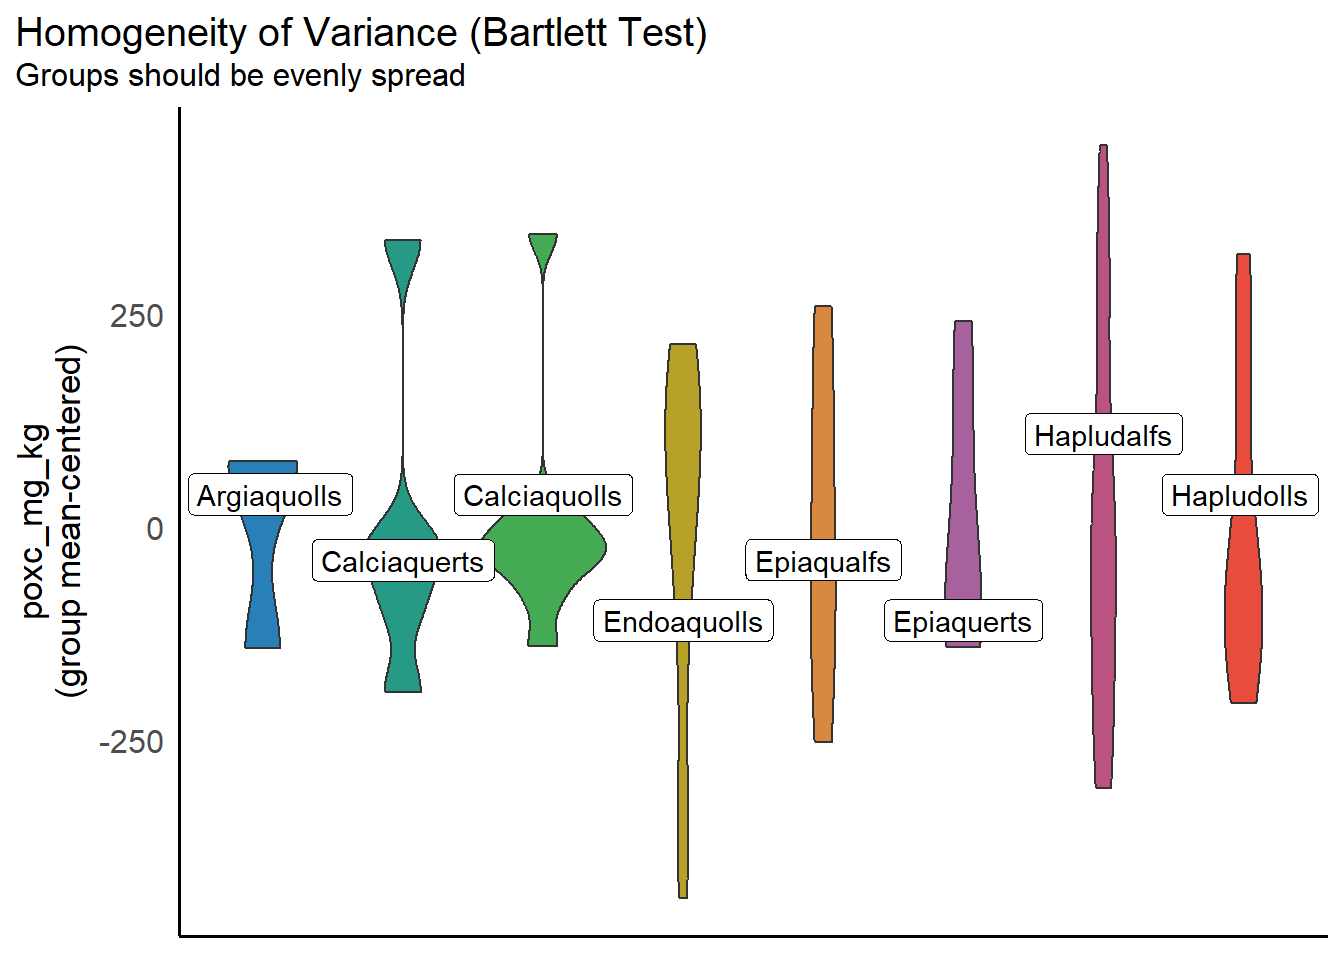 Homogeneity of Variance (Bartlett Test)
Groups should be evenly spread
poxc_mg_kg
(group mean-centered)
250
0
-250
Argiaquolls
Calciaquerts
Calciaquolls
Endoaquolls
Epiaqualfs
Epiaquerts
Hapludalfs
Hapludolls